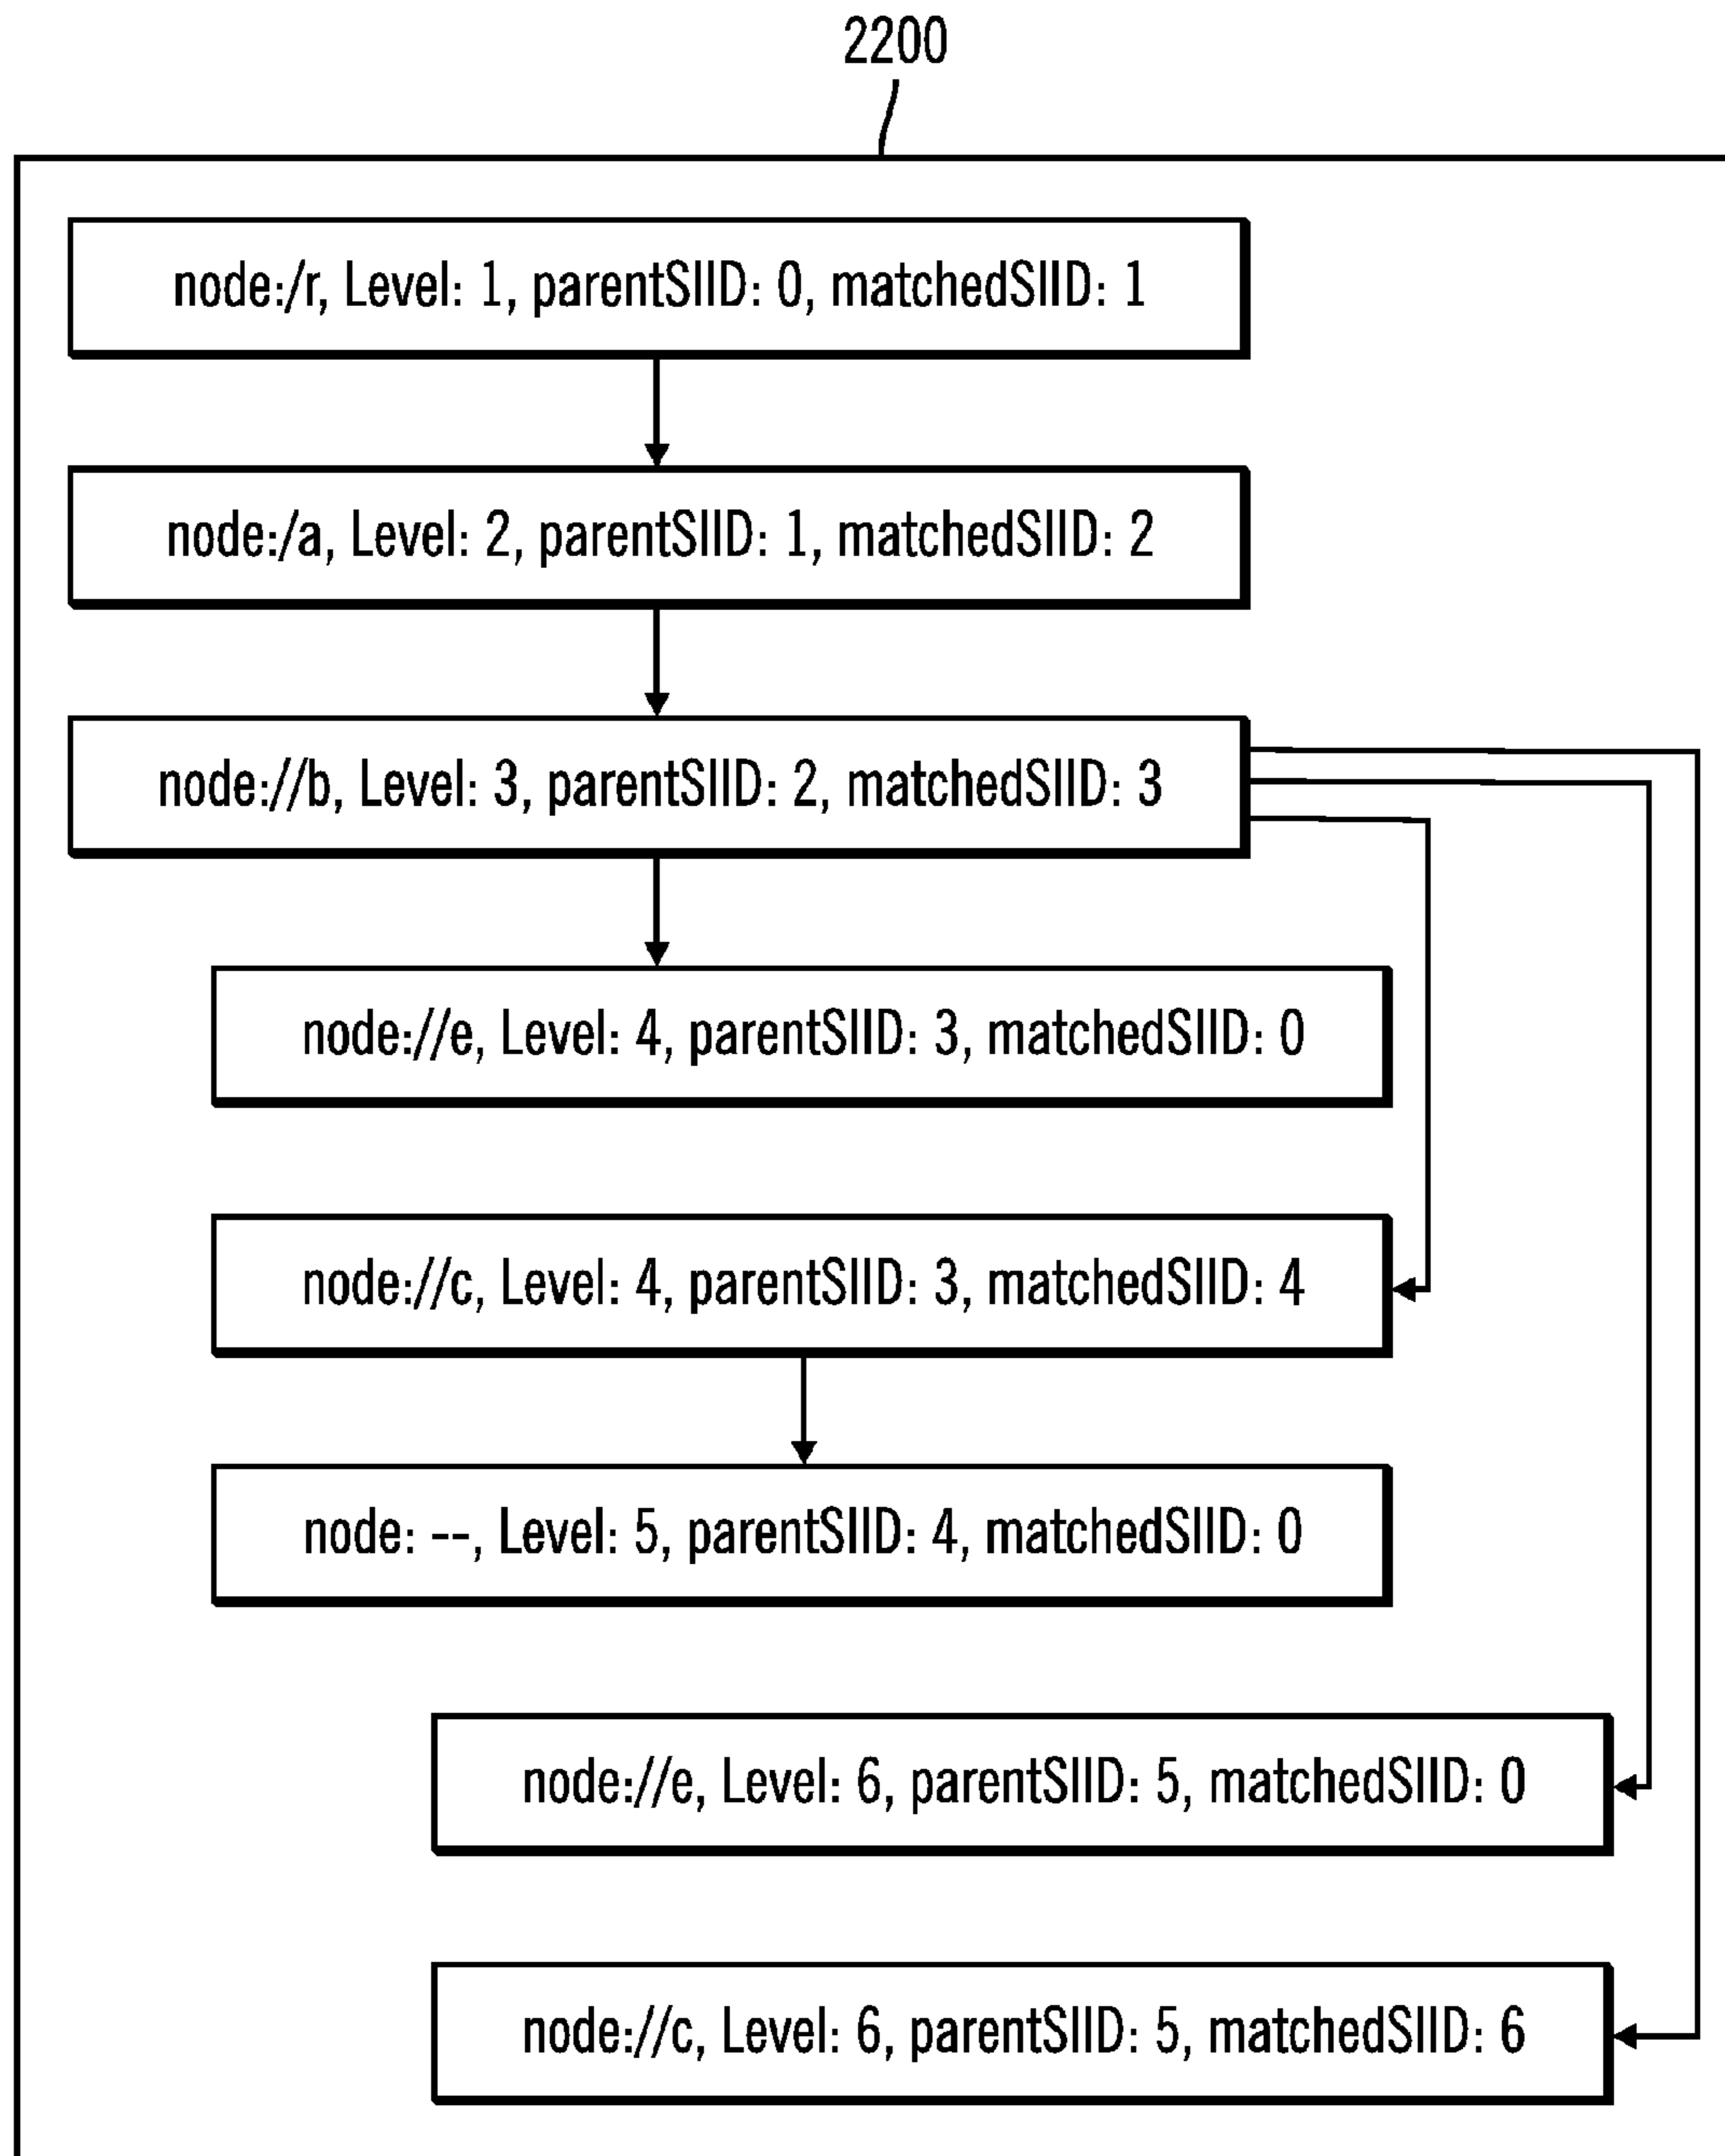 2200
node:/r, Level: 1, parentSIID: 0, matchedSIID: 1
node:/a, Level: 2, parentSIID: 1, matchedSIID: 2
node://b, Level: 3, parentSIID: 2, matchedSIID: 3
node://e, Level: 4, parentSIID: 3, matchedSIID: 0
node://c, Level: 4, parentSIID: 3, matchedSIID: 4
node: --, Level: 5, parentSIID: 4, matchedSIID: 0
node://e, Level: 6, parentSIID: 5, matchedSIID: 0
node://c, Level: 6, parentSIID: 5, matchedSIID: 6